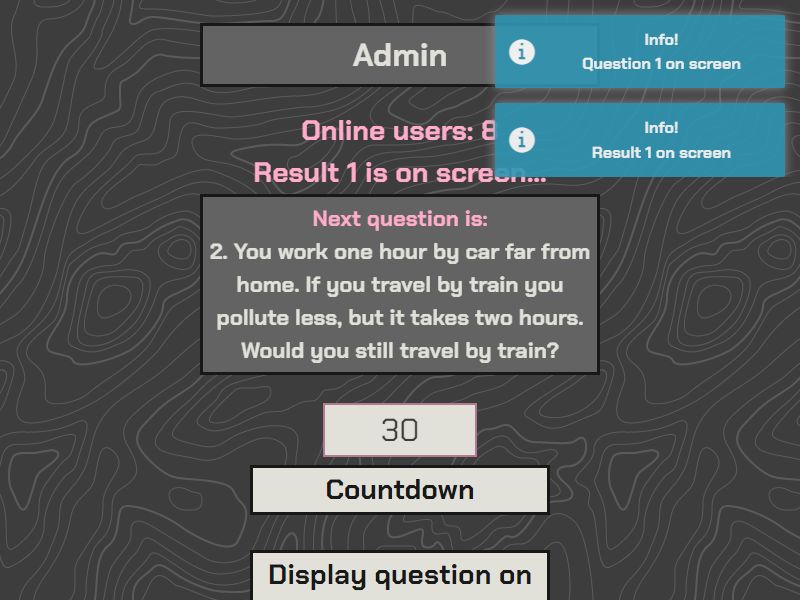 Admin
Info!
Question 1 on screen
Online users: 8
Info!
Result 1 on screen
Result 1 is on screen...
Next question is:
2. You work one hour by car far from
home. If you travel by train you
pollute less, but it takes two hours.
Would you still travel by train?
30
Countdown
Display question on